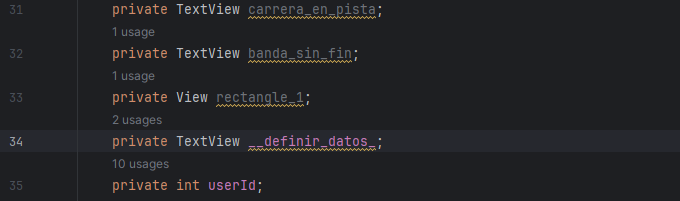 31 private TextView carrera_en_pista;
1 usage
32 private TextView banda_sin_fin;
1 usage
33 private View rectangle_1;
2 usages
34 private TextView __definir_datos_;
10 usages
35 private int userId;